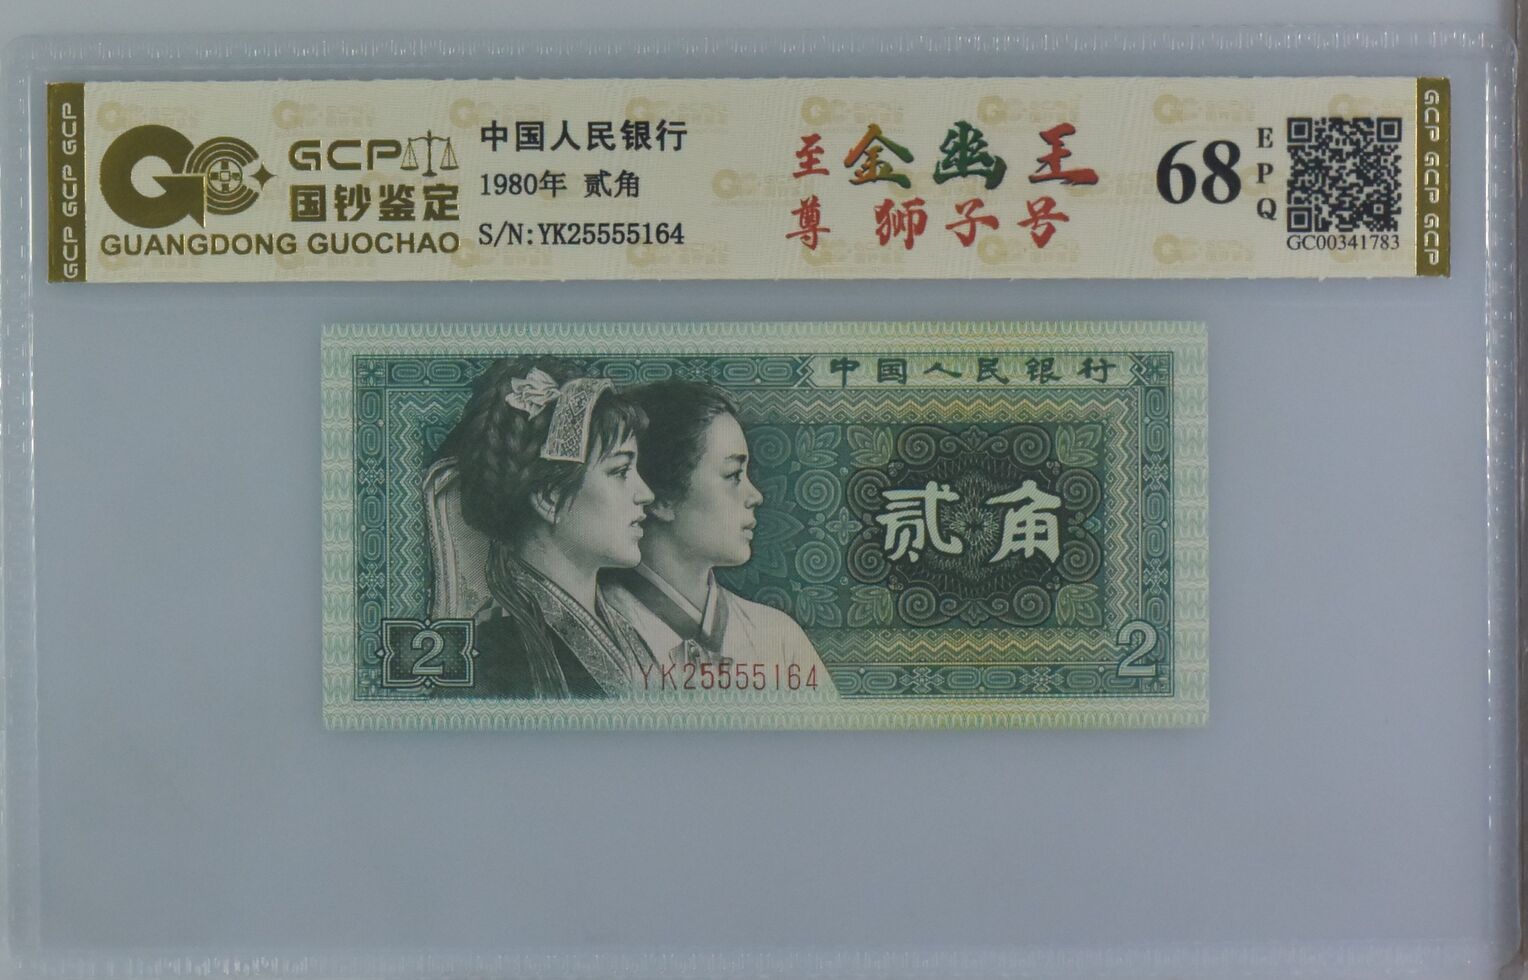 GCP GCP GCP
GCP
国钞鉴定
GUANGDONG GUOCHAO
中国人民银行
1980年 贰角
S/N:YK25555164
至尊
金幽王
狮子号
68
EPQ
GC00341783
GCP GCP GCP
中国人民银行
贰角
2
YK25555164
2